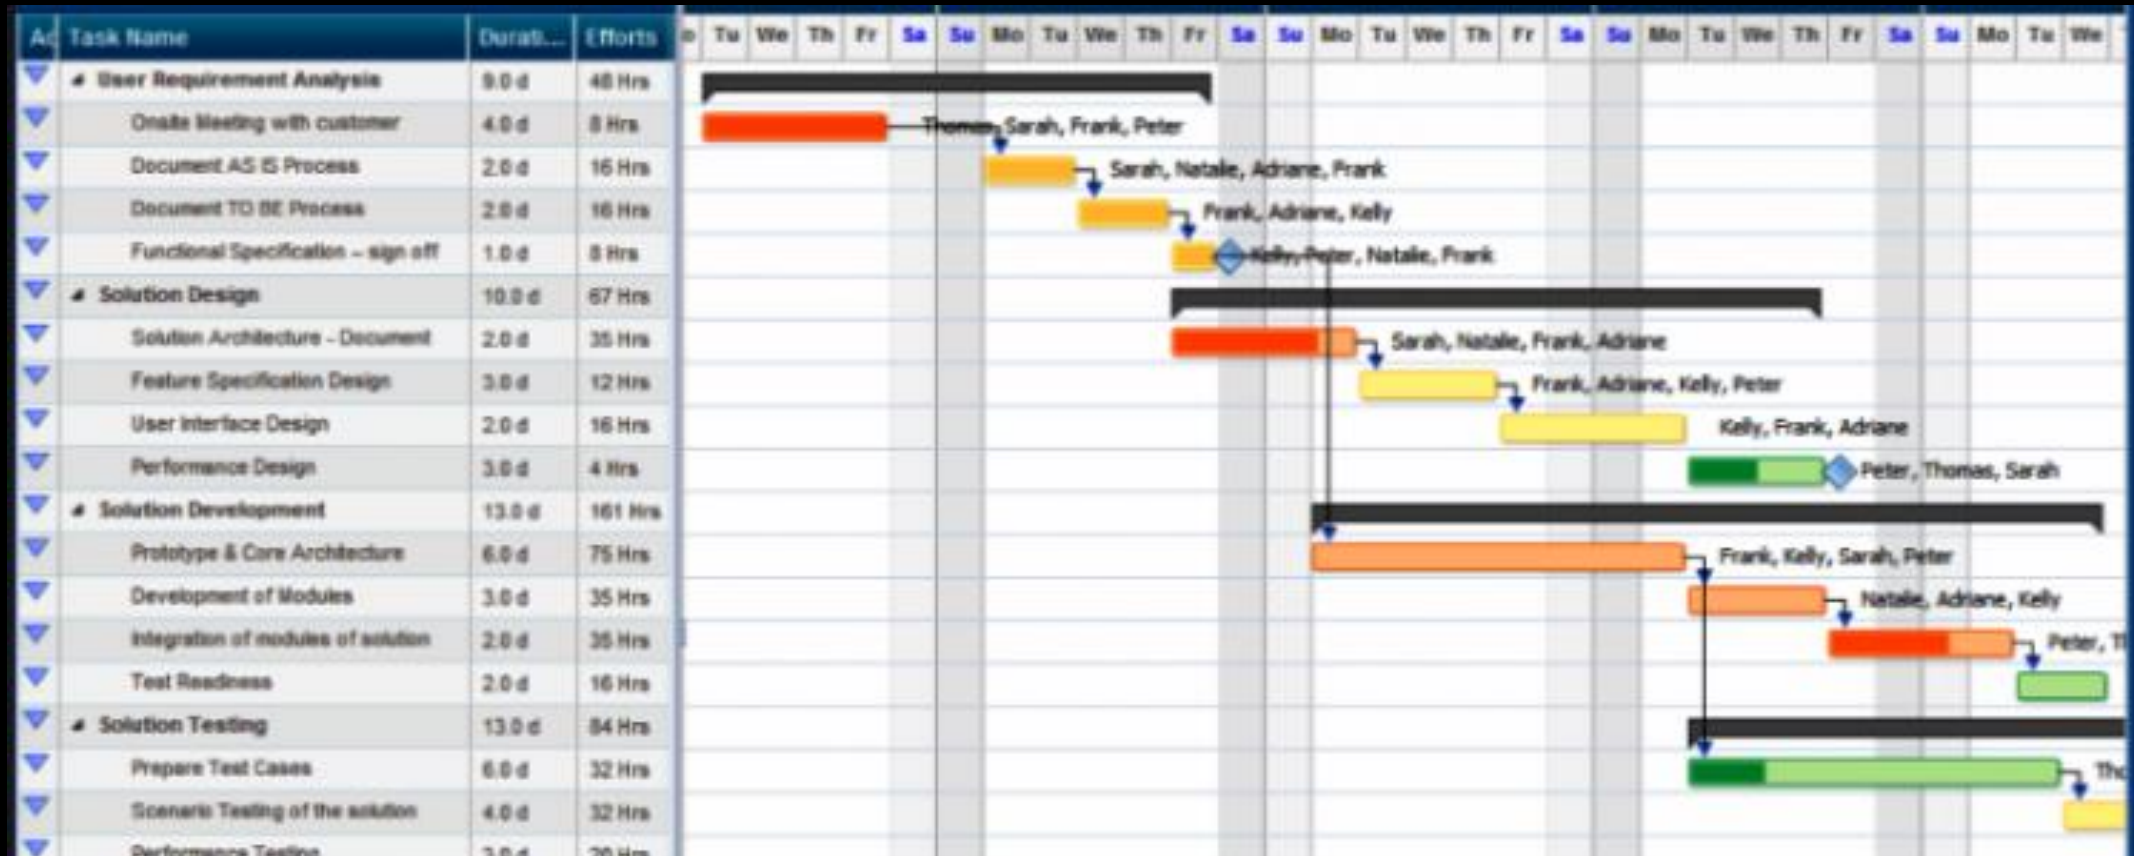 Ac Task Name Durati... Efforts o Tu We Th Fr Sa Su Mo Tu We Th Fr Sa Su Mo Tu We Th Fr Sa Su Mo Tu We Th Fr Sa Su Mo Tu We
User Requirement Analysis 9.0 d 48 Hrs
Onsite Meeting with customer 4.0 d 8 Hrs Thomas, Sarah, Frank, Peter
Document AS IS Process 2.0 d 16 Hrs Sarah, Natalie, Adriane, Frank
Document TO BE Process 2.0 d 16 Hrs Frank, Adriane, Kelly
Functional Specification – sign off 1.0 d 8 Hrs Kelly, Peter, Natalie, Frank
Solution Design 10.0 d 67 Hrs
Solution Architecture - Document 2.0 d 35 Hrs Sarah, Natalie, Frank, Adriane
Feature Specification Design 3.0 d 12 Hrs Frank, Adriane, Kelly, Peter
User Interface Design 2.0 d 16 Hrs Kelly, Frank, Adriane
Performance Design 3.0 d 4 Hrs Peter, Thomas, Sarah
Solution Development 13.0 d 161 Hrs
Prototype & Core Architecture 6.0 d 75 Hrs Frank, Kelly, Sarah, Peter
Development of Modules 3.0 d 35 Hrs Natalie, Adriane, Kelly
Integration of modules of solution 2.0 d 35 Hrs Peter, T
Test Readiness 2.0 d 16 Hrs
Solution Testing 13.0 d 84 Hrs
Prepare Test Cases 6.0 d 32 Hrs Tho
Scenario Testing of the solution 4.0 d 32 Hrs
Performance Testing 3.0 d 20 Hrs